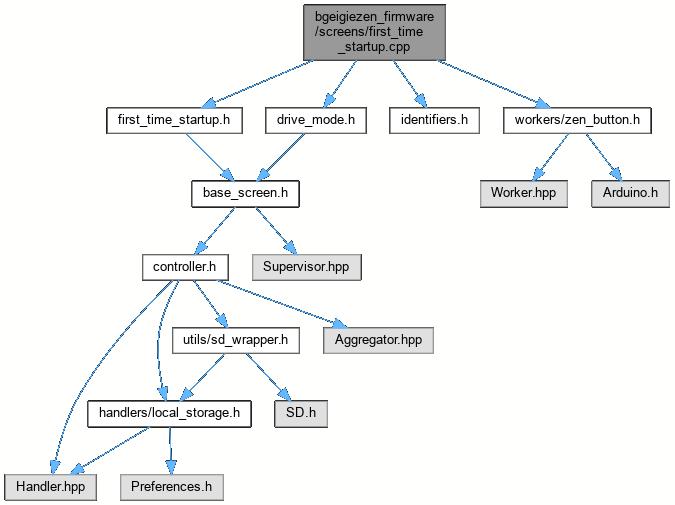 bgeigiezen_firmware
/screens/first_time
_startup.cpp
first_time_startup.h
drive_mode.h
identifiers.h
workers/zen_button.h
base_screen.h
Worker.hpp
Arduino.h
controller.h
Supervisor.hpp
utils/sd_wrapper.h
Aggregator.hpp
handlers/local_storage.h
SD.h
Handler.hpp
Preferences.h